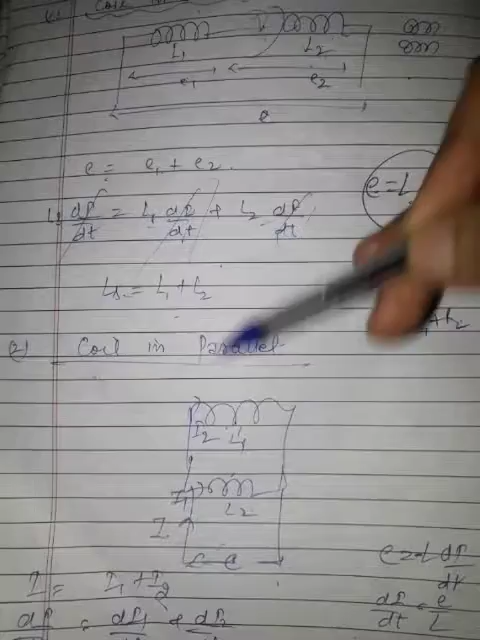 L₁ L₂
e₁ e₂
e
e = e₁ + e₂.
e = L
dI/dt = L₁ dI/dt + L₂ dI/dt
Ls = L₁ + L₂
2) Coil in Parallel
I₂ L₁
I₁ L₂
I
e
e = L dI/dt
I = I₁ + I₂
dI/dt = e/L
dI = dI₁ + dI₂